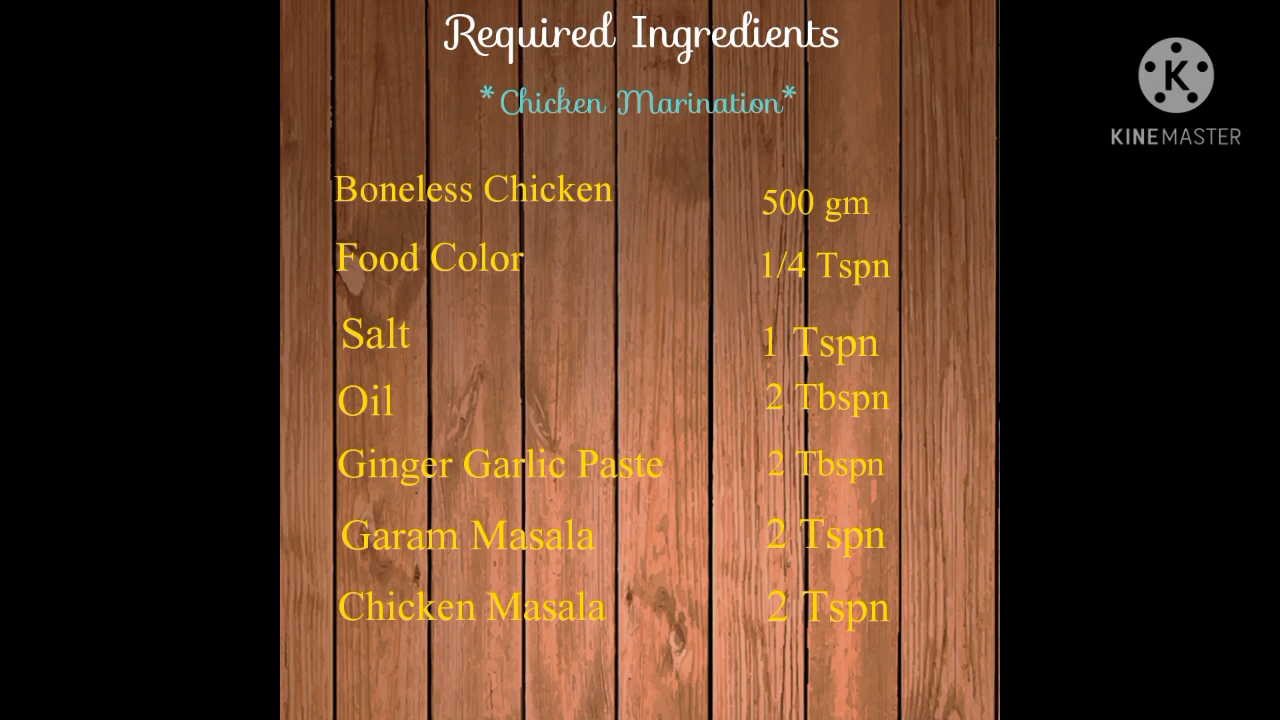 Required Ingredients
*Chicken Marination*
K
KINEMASTER
Boneless Chicken 500 gm
Food Color 1/4 Tspn
Salt 1 Tspn
Oil 2 Tbspn
Ginger Garlic Paste 2 Tbspn
Garam Masala 2 Tspn
Chicken Masala 2 Tspn